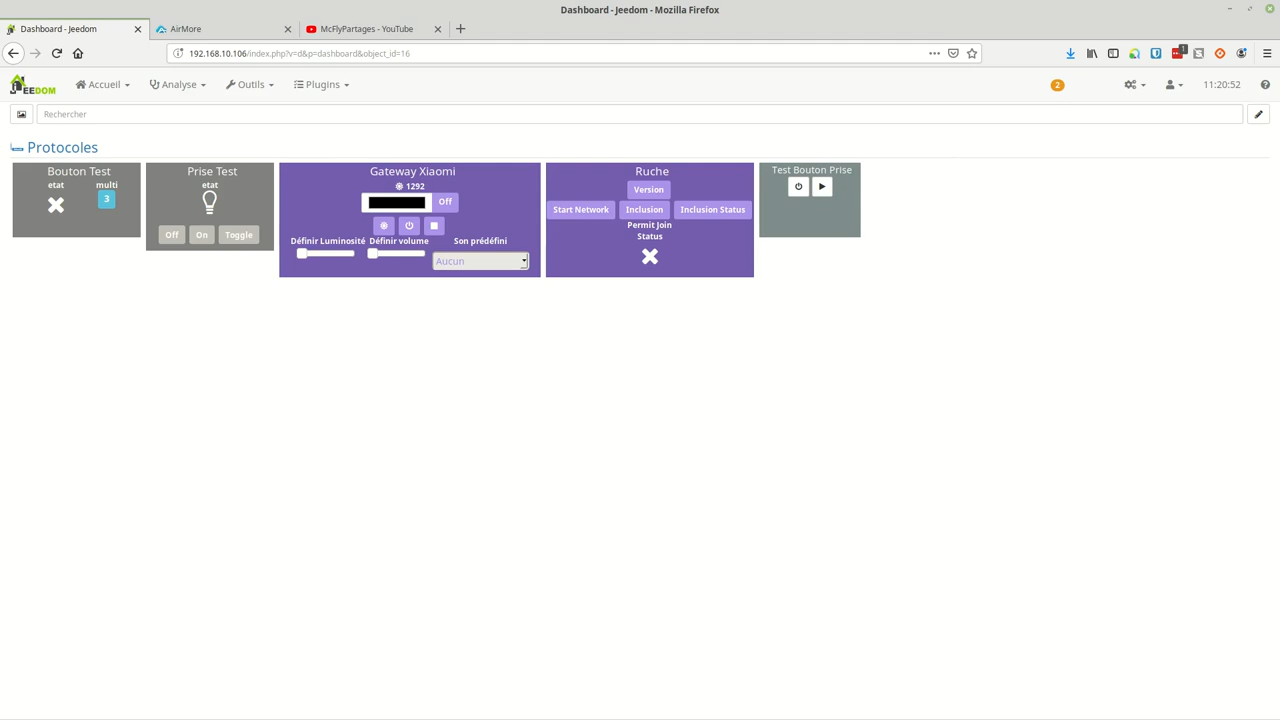 Dashboard - Jeedom - Mozilla Firefox
Dashboard - Jeedom
AirMore
McFlyPartages - YouTube
192.168.10.106/index.php?v=d&p=dashboard&object_id=16
1
JEEDOM
Accueil
Analyse
Outils
Plugins
2
11:20:52
Rechercher
Protocoles
Bouton Test
etat
multi
3
Prise Test
etat
Off
On
Toggle
Gateway Xiaomi
1292
Off
Définir Luminosité
Définir volume
Son prédéfini
Aucun
Ruche
Version
Start Network
Inclusion
Inclusion Status
Permit Join
Status
Test Bouton Prise